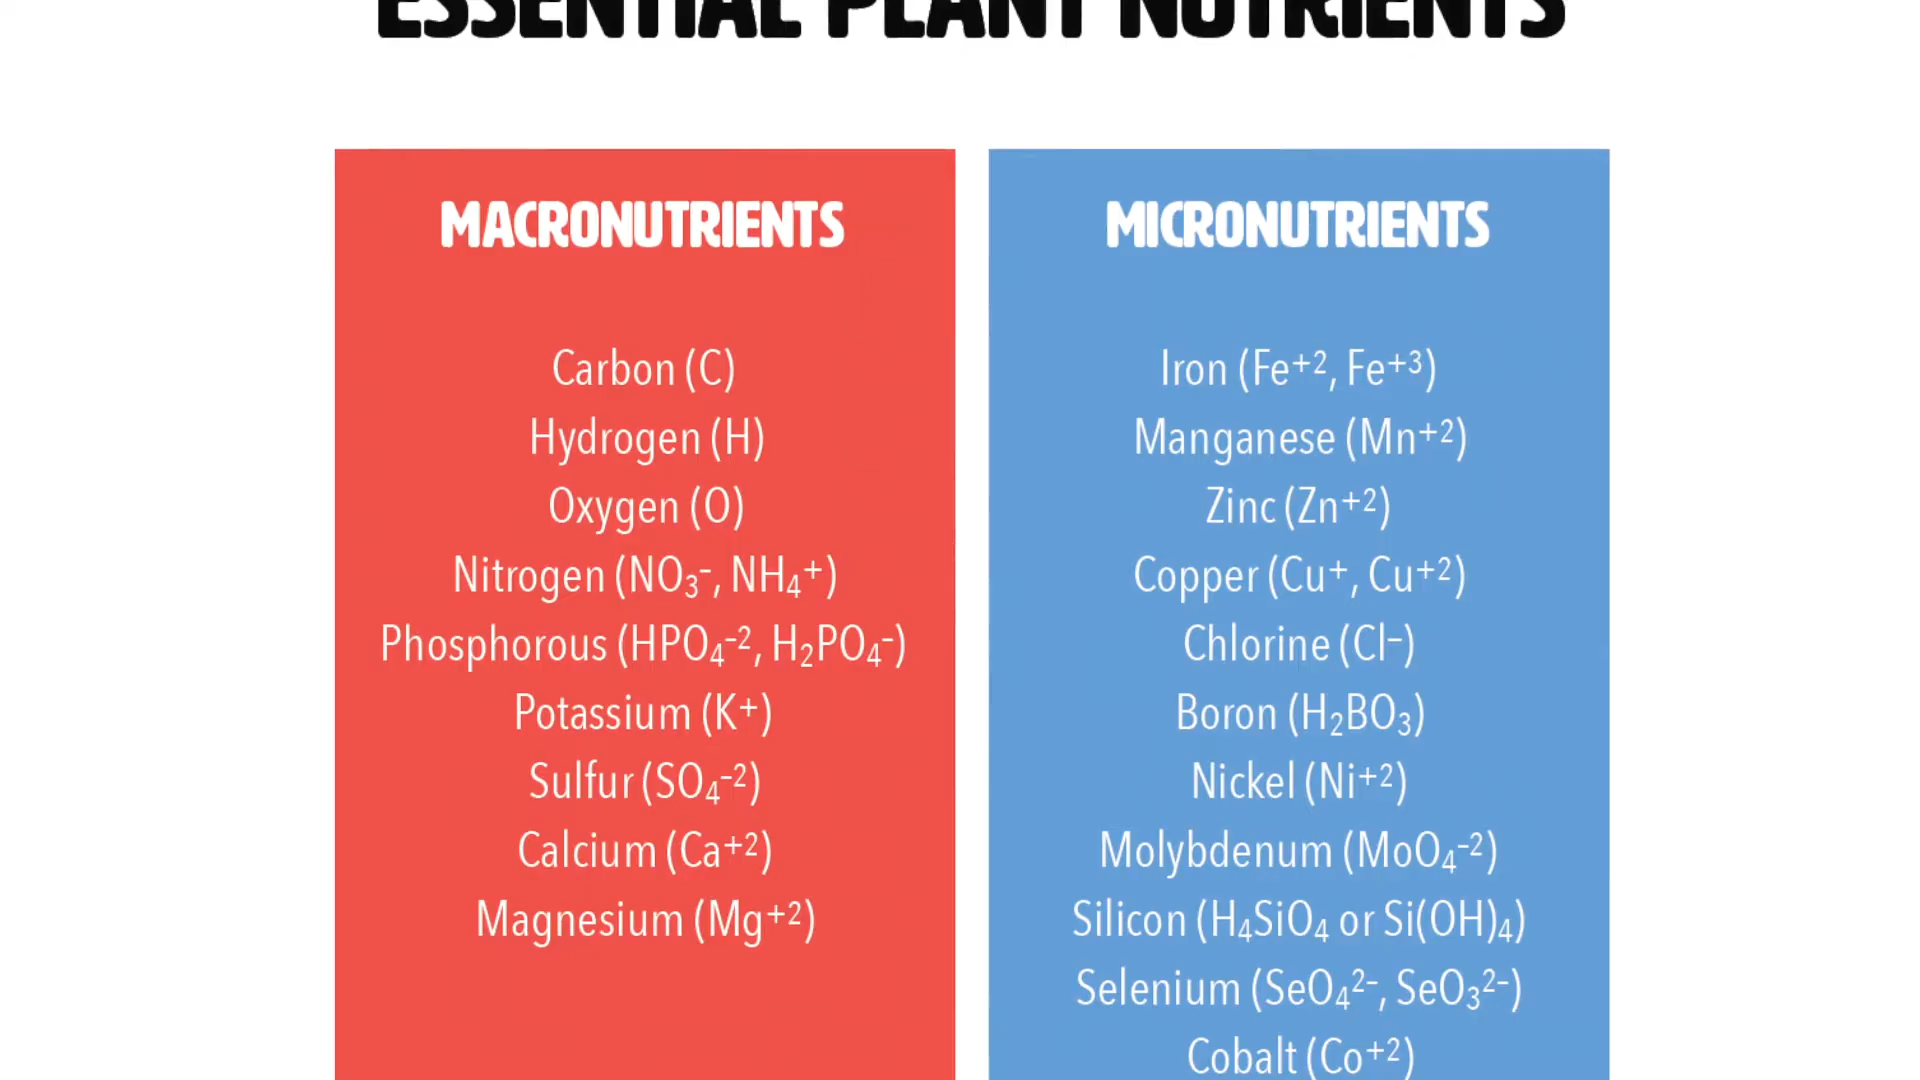 ESSENTIAL PLANT NUTRIENTS
MACRONUTRIENTS
Carbon (C)
Hydrogen (H)
Oxygen (O)
Nitrogen (NO₃⁻, NH₄⁺)
Phosphorous (HPO₄⁻², H₂PO₄⁻)
Potassium (K⁺)
Sulfur (SO₄⁻²)
Calcium (Ca⁺²)
Magnesium (Mg⁺²)
MICRONUTRIENTS
Iron (Fe⁺², Fe⁺³)
Manganese (Mn⁺²)
Zinc (Zn⁺²)
Copper (Cu⁺, Cu⁺²)
Chlorine (Cl⁻)
Boron (H₂BO₃)
Nickel (Ni⁺²)
Molybdenum (MoO₄⁻²)
Silicon (H₄SiO₄ or Si(OH)₄)
Selenium (SeO₄²⁻, SeO₃²⁻)
Cobalt (Co⁺²)